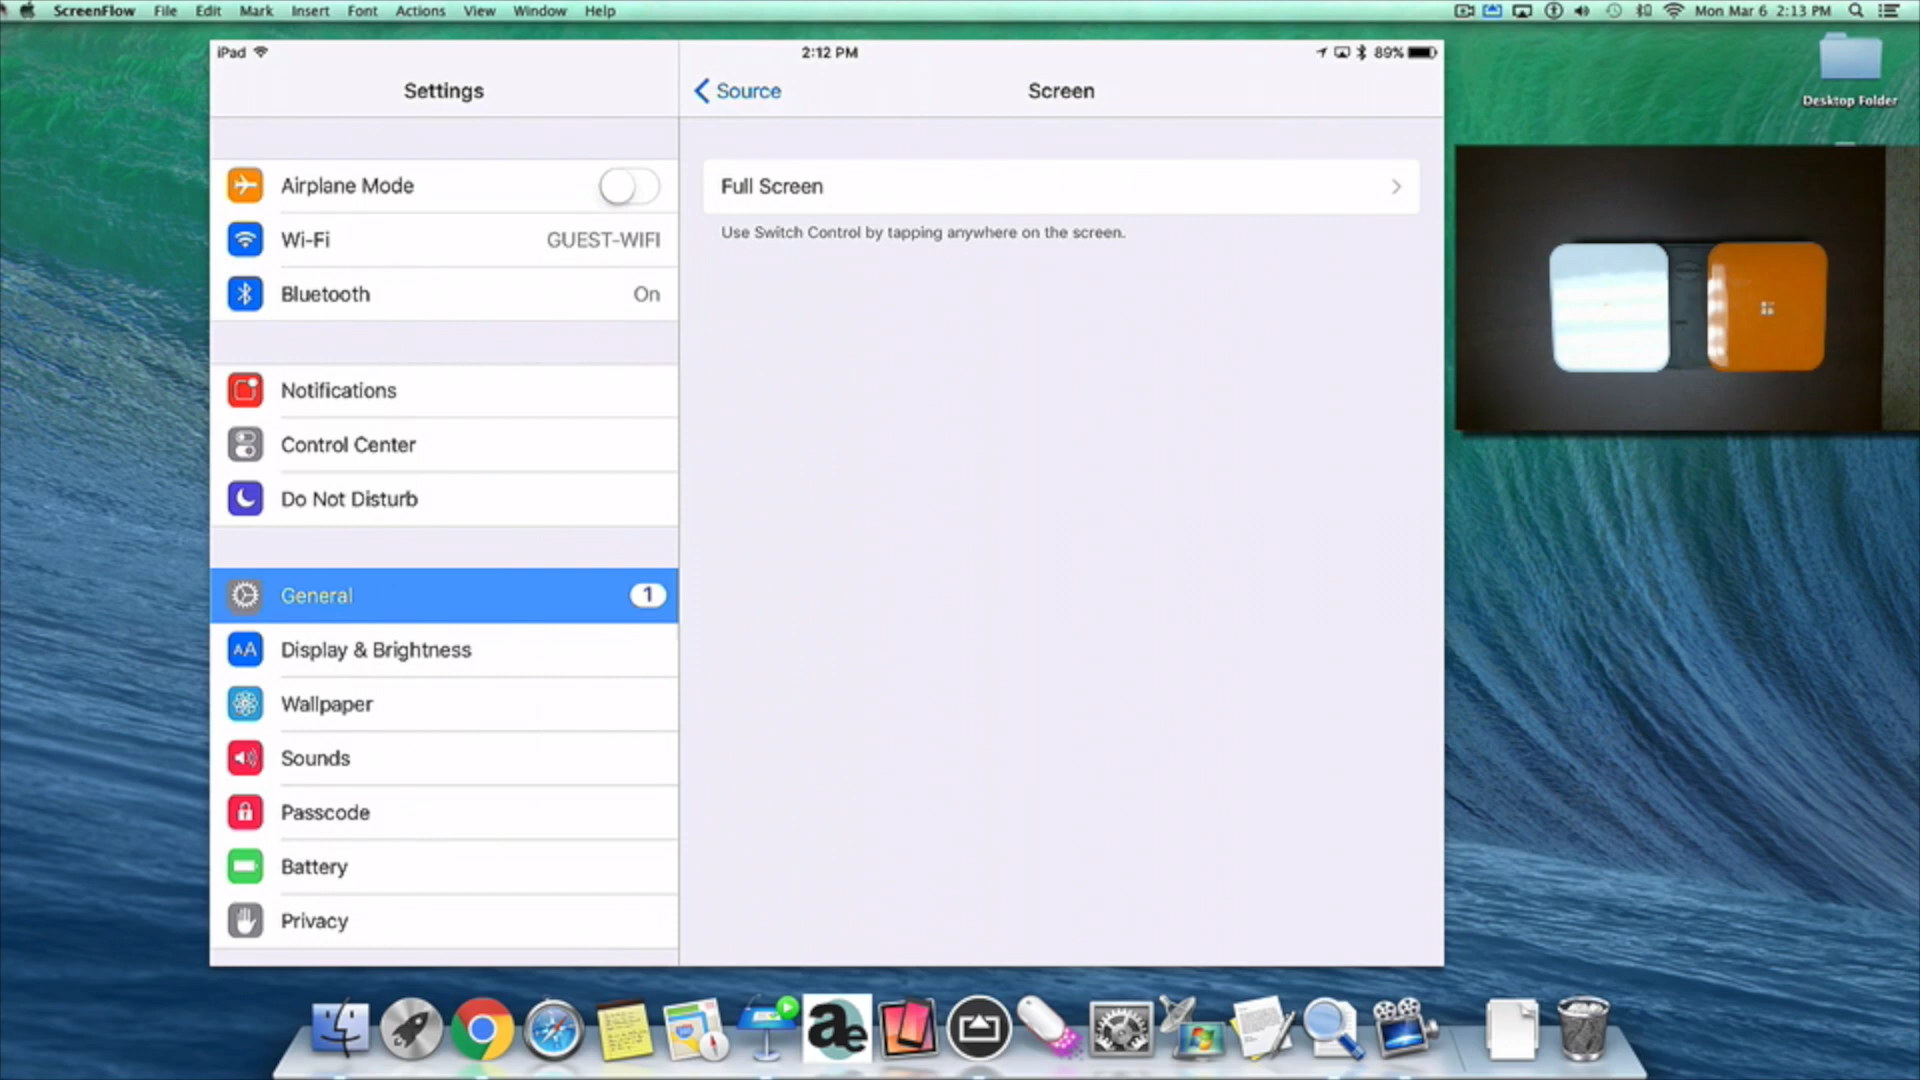 ScreenFlow File Edit Mark Insert Font Actions View Window Help Mon Mar 6 2:13 PM
iPad 2:12 PM 89%
Settings
Source Screen
Desktop Folder
Airplane Mode
Full Screen
Wi-Fi GUEST-WIFI
Use Switch Control by tapping anywhere on the screen.
Bluetooth On
Notifications
Control Center
Do Not Disturb
General 1
AA Display & Brightness
Wallpaper
Sounds
Passcode
Battery
Privacy
ae